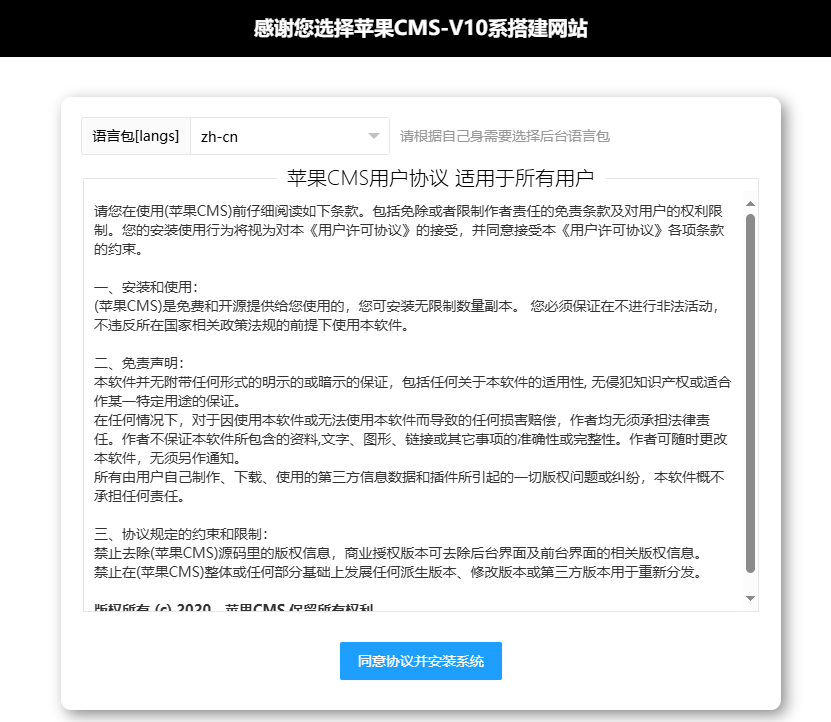 感谢您选择苹果CMS-V10系搭建网站
语言包[langs]
zh-cn
请根据自己身需要选择后台语言包
苹果CMS用户协议 适用于所有用户
请您在使用(苹果CMS)前仔细阅读如下条款。包括免除或者限制作者责任的免责条款及对用户的权利限
制。您的安装使用行为将视为对本《用户许可协议》的接受，并同意接受本《用户许可协议》各项条款
的约束。
一、安装和使用：
(苹果CMS)是免费和开源提供给您使用的，您可安装无限制数量副本。 您必须保证在不进行非法活动，
不违反所在国家相关政策法规的前提下使用本软件。
二、免责声明：
本软件并无附带任何形式的明示的或暗示的保证，包括任何关于本软件的适用性, 无侵犯知识产权或适合
作某一特定用途的保证。
在任何情况下，对于因使用本软件或无法使用本软件而导致的任何损害赔偿，作者均无须承担法律责
任。作者不保证本软件所包含的资料,文字、图形、链接或其它事项的准确性或完整性。作者可随时更改
本软件，无须另作通知。
所有由用户自己制作、下载、使用的第三方信息数据和插件所引起的一切版权问题或纠纷，本软件概不
承担任何责任。
三、协议规定的约束和限制：
禁止去除(苹果CMS)源码里的版权信息，商业授权版本可去除后台界面及前台界面的相关版权信息。
禁止在(苹果CMS)整体或任何部分基础上发展任何派生版本、修改版本或第三方版本用于重新分发。
版权所有 (c) 2020，苹果CMS 保留所有权利
同意协议并安装系统